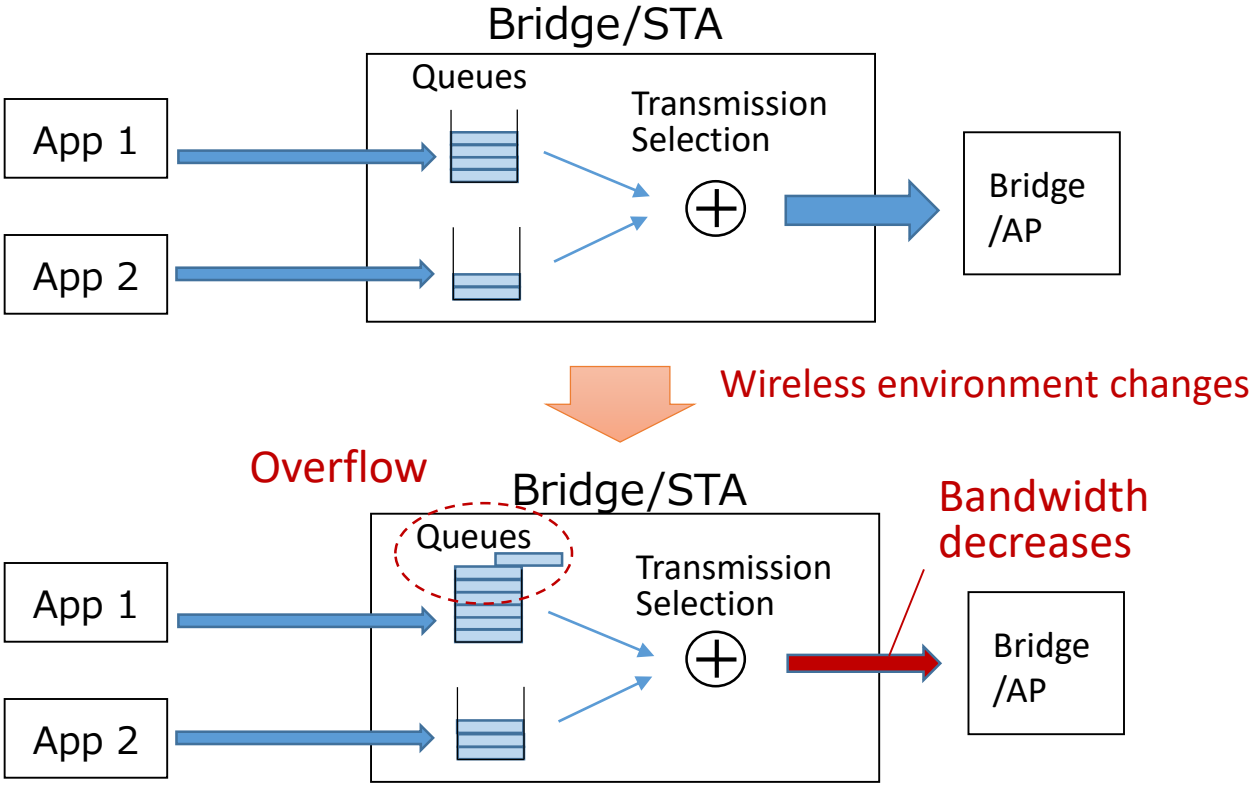 Bridge/STA
Queues
Transmission
Selection
App 1
Bridge
/AP
App 2
Wireless environment changes
Overflow
Bridge/STA
Bandwidth
decreases
Queues
Transmission
Selection
App 1
Bridge
/AP
App 2